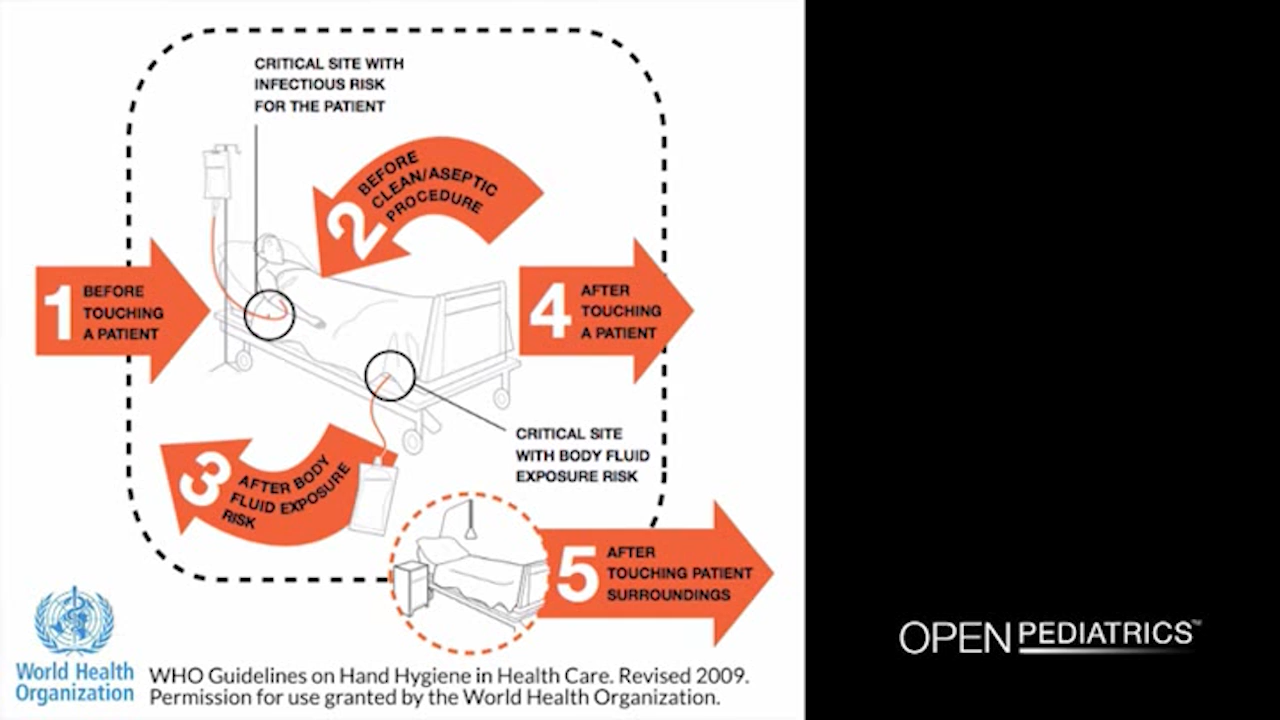 CRITICAL SITE WITH
INFECTIOUS RISK
FOR THE PATIENT
2
BEFORE
CLEAN/ASEPTIC
PROCEDURE
1
BEFORE
TOUCHING
A PATIENT
4
AFTER
TOUCHING
A PATIENT
CRITICAL SITE
WITH BODY FLUID
EXPOSURE RISK
3
AFTER BODY
FLUID EXPOSURE
RISK
5
AFTER
TOUCHING PATIENT
SURROUNDINGS
World Health
Organization
WHO Guidelines on Hand Hygiene in Health Care. Revised 2009.
Permission for use granted by the World Health Organization.
OPENPEDIATRICS™